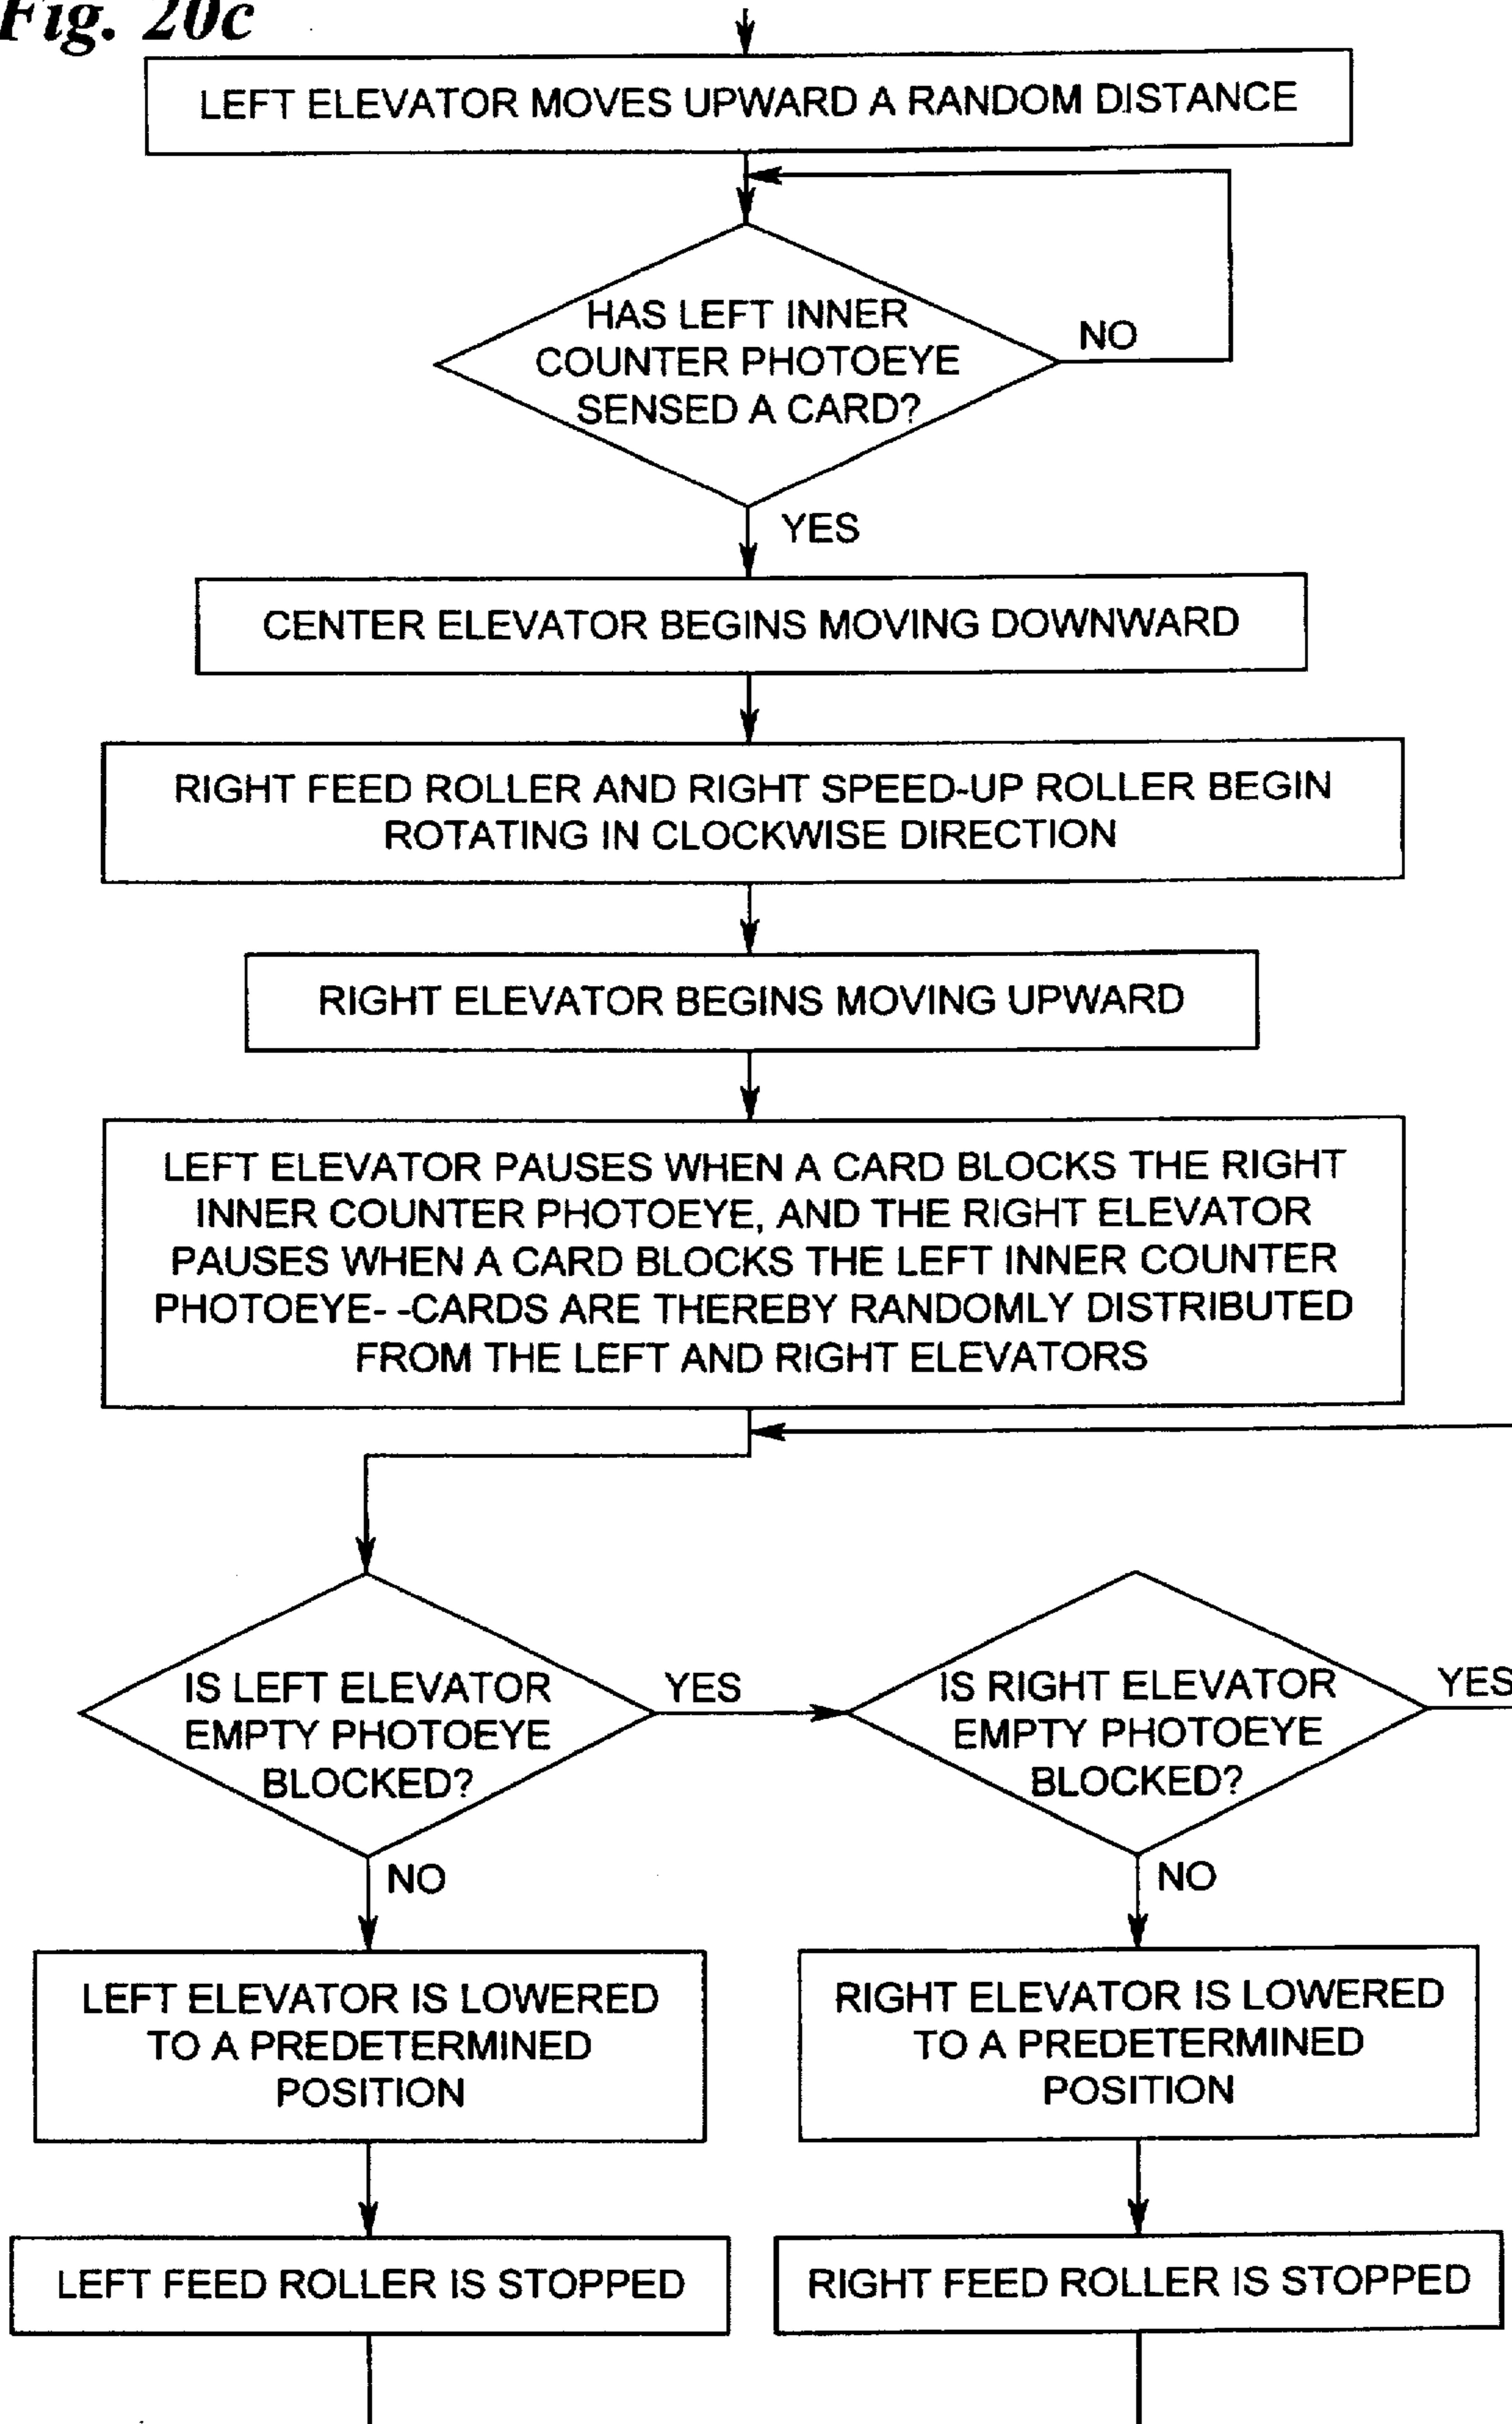 Fig. 20c
LEFT ELEVATOR MOVES UPWARD A RANDOM DISTANCE
HAS LEFT INNER
COUNTER PHOTOEYE
SENSED A CARD?
NO
YES
CENTER ELEVATOR BEGINS MOVING DOWNWARD
RIGHT FEED ROLLER AND RIGHT SPEED-UP ROLLER BEGIN
ROTATING IN CLOCKWISE DIRECTION
RIGHT ELEVATOR BEGINS MOVING UPWARD
LEFT ELEVATOR PAUSES WHEN A CARD BLOCKS THE RIGHT
INNER COUNTER PHOTOEYE, AND THE RIGHT ELEVATOR
PAUSES WHEN A CARD BLOCKS THE LEFT INNER COUNTER
PHOTOEYE- -CARDS ARE THEREBY RANDOMLY DISTRIBUTED
FROM THE LEFT AND RIGHT ELEVATORS
IS LEFT ELEVATOR
EMPTY PHOTOEYE
BLOCKED?
YES
IS RIGHT ELEVATOR
EMPTY PHOTOEYE
BLOCKED?
YES
NO
NO
LEFT ELEVATOR IS LOWERED
TO A PREDETERMINED
POSITION
RIGHT ELEVATOR IS LOWERED
TO A PREDETERMINED
POSITION
LEFT FEED ROLLER IS STOPPED
RIGHT FEED ROLLER IS STOPPED